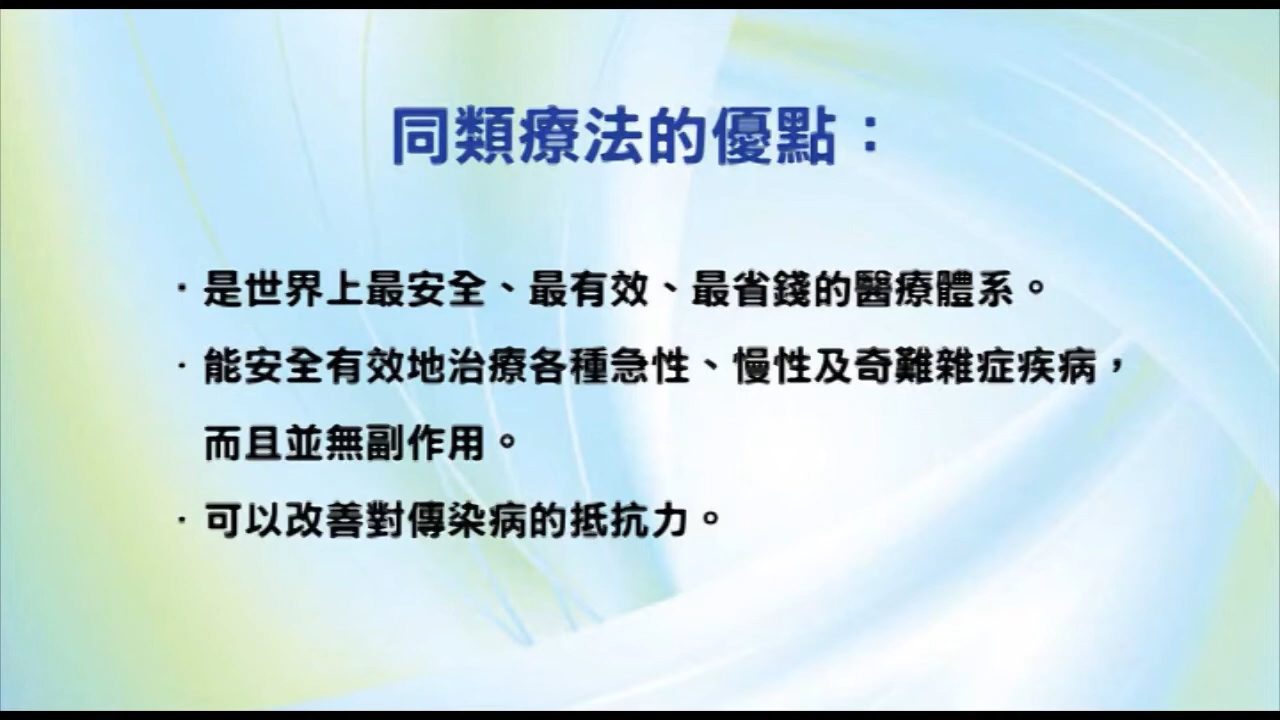 同類療法的優點：
·是世界上最安全、最有效、最省錢的醫療體系。
·能安全有效地治療各種急性、慢性及奇難雜症疾病，
而且並無副作用。
·可以改善對傳染病的抵抗力。